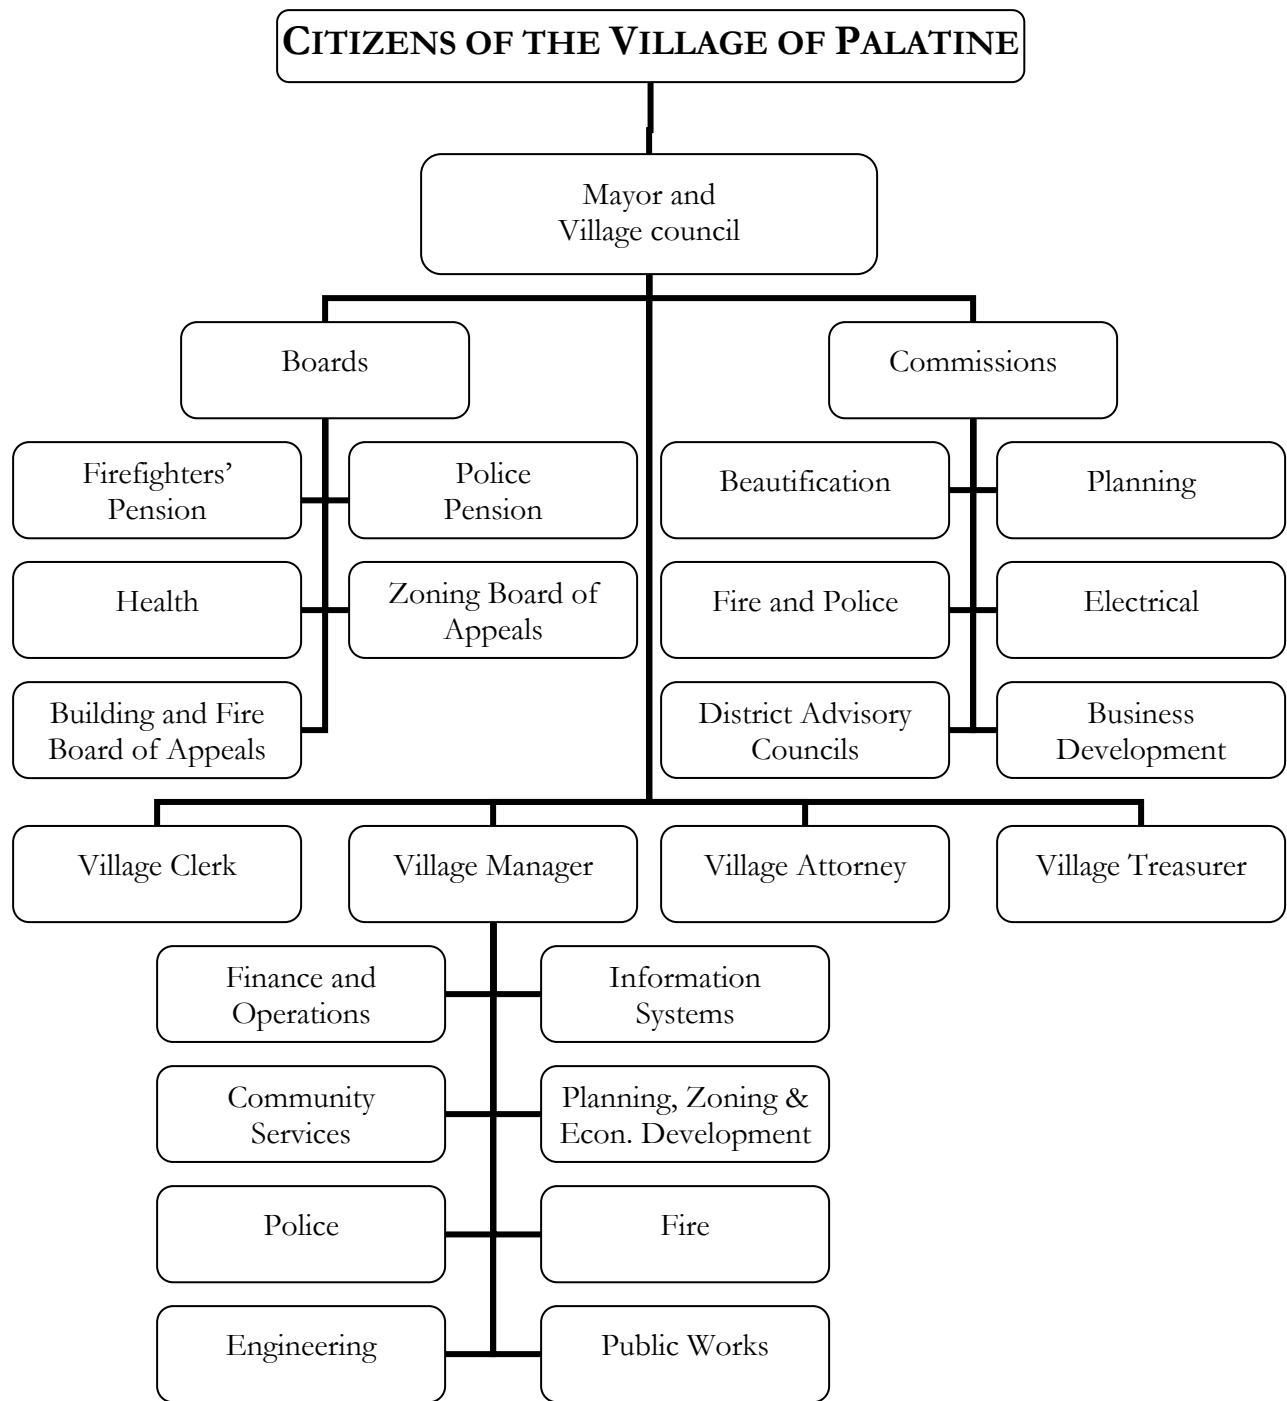 CITIZENS OF THE VILLAGE OF PALATINE
Mayor and
Village council
Boards
Commissions
Firefighters’
Pension
Police
Pension
Beautification
Planning
Health
Zoning Board of
Appeals
Fire and Police
Electrical
Building and Fire
Board of Appeals
District Advisory
Councils
Business
Development
Village Clerk
Village Manager
Village Attorney
Village Treasurer
Finance and
Operations
Information
Systems
Community
Services
Planning, Zoning &
Econ. Development
Police
Fire
Engineering
Public Works